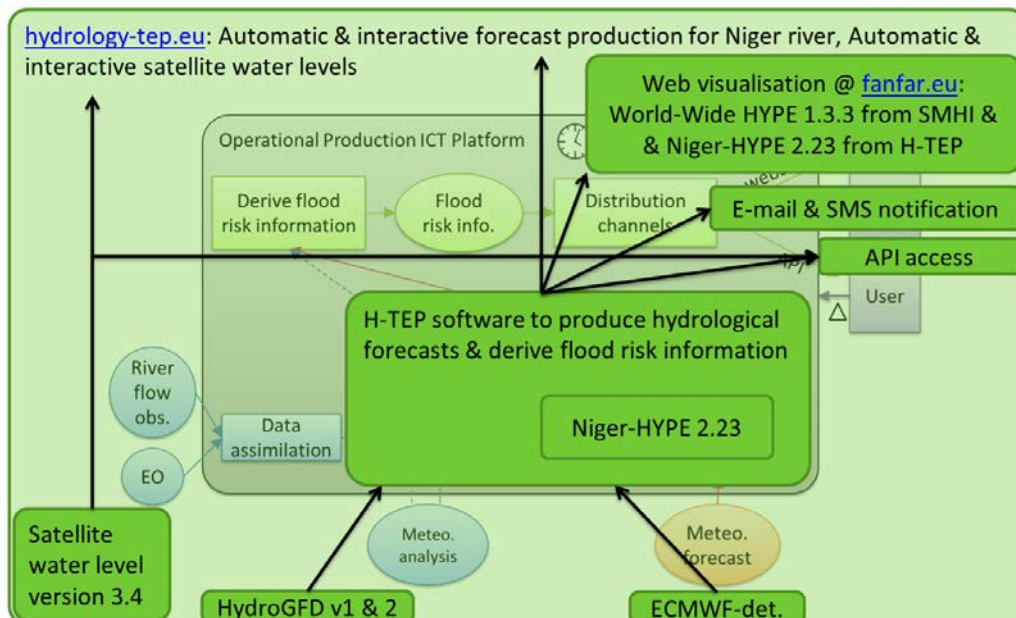 hydrology-tep.eu: Automatic & interactive forecast production for Niger river, Automatic &
interactive satellite water levels
Web visualisation @ fanfar.eu:
World-Wide HYPE 1.3.3 from SMHI &
& Niger-HYPE 2.23 from H-TEP
Operational Production ICT Platform
Derive flood
risk information
Flood
risk info.
Distribution
channels
web
E-mail & SMS notification
API
API access
User
Δ
H-TEP software to produce hydrological
forecasts & derive flood risk information
Niger-HYPE 2.23
River
flow
obs.
Data
assimilation
EO
Meteo.
analysis
Meteo.
forecast
Satellite
water level
version 3.4
HydroGFD v1 & 2
ECMWF-det.